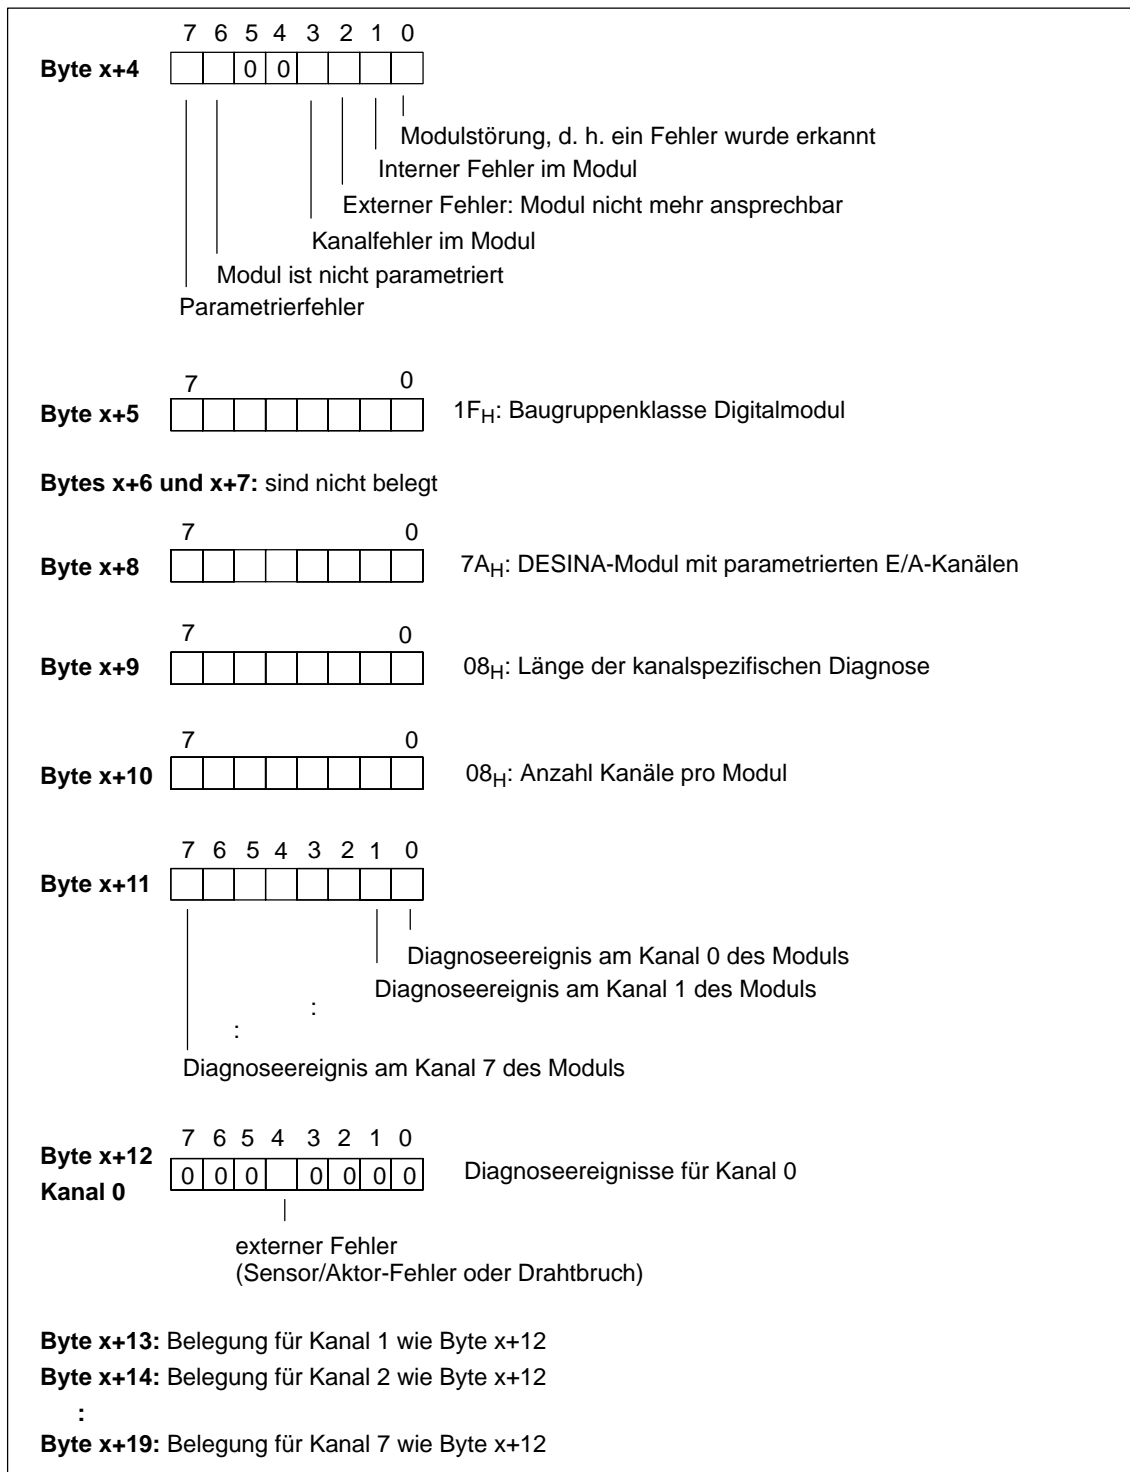 7 6 5 4 3 2 1 0
Byte x+4 0 0
Modulstörung, d. h. ein Fehler wurde erkannt
Interner Fehler im Modul
Externer Fehler: Modul nicht mehr ansprechbar
Kanalfehler im Modul
Modul ist nicht parametriert
Parametrierfehler
7 0
Byte x+5 1FH: Baugruppenklasse Digitalmodul
Bytes x+6 und x+7: sind nicht belegt
7 0
Byte x+8 7AH: DESINA-Modul mit parametrierten E/A-Kanälen
7 0
Byte x+9 08H: Länge der kanalspezifischen Diagnose
7 0
Byte x+10 08H: Anzahl Kanäle pro Modul
7 6 5 4 3 2 1 0
Byte x+11
Diagnoseereignis am Kanal 0 des Moduls
Diagnoseereignis am Kanal 1 des Moduls
:
:
Diagnoseereignis am Kanal 7 des Moduls
7 6 5 4 3 2 1 0
Byte x+12
Kanal 0 0 0 0 0 0 0 0 Diagnoseereignisse für Kanal 0
externer Fehler
(Sensor/Aktor-Fehler oder Drahtbruch)
Byte x+13: Belegung für Kanal 1 wie Byte x+12
Byte x+14: Belegung für Kanal 2 wie Byte x+12
:
Byte x+19: Belegung für Kanal 7 wie Byte x+12